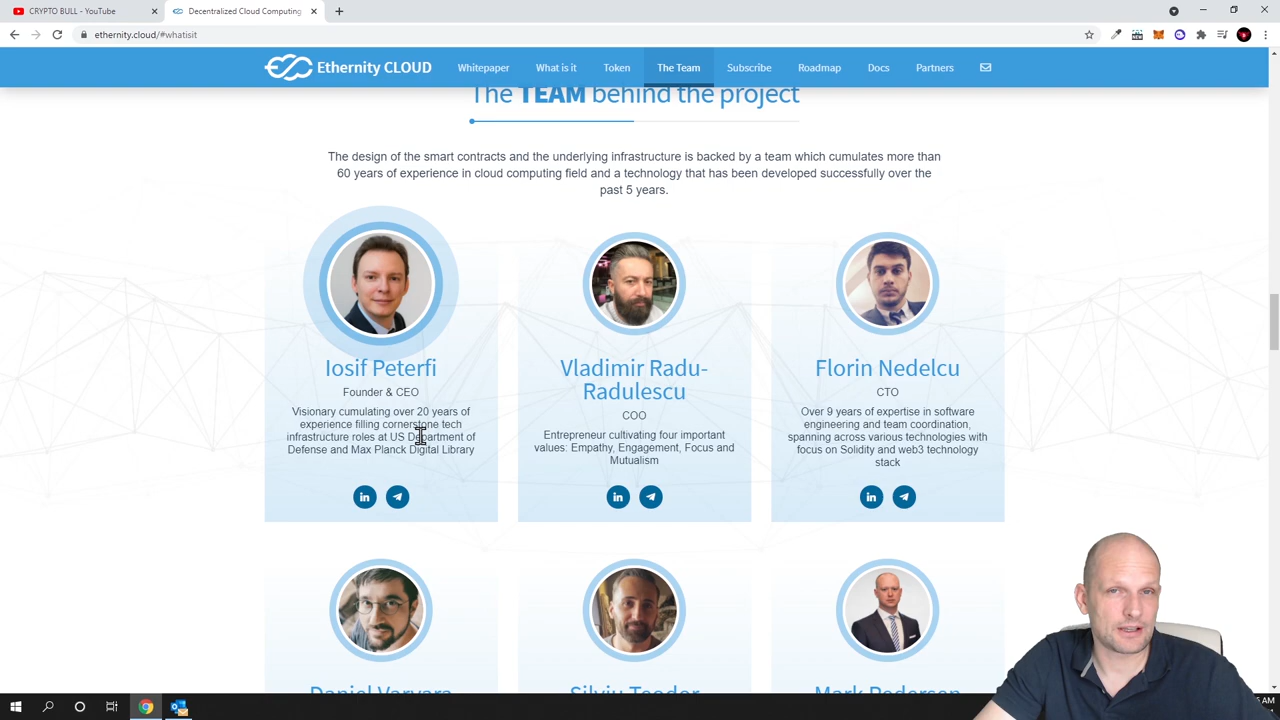 CRYPTO BULL - YouTube
Decentralized Cloud Computing
ethernity.cloud/#whatisit
Ethernity CLOUD
Whitepaper
What is it
Token
The Team
Subscribe
Roadmap
Docs
Partners
The TEAM behind the project
The design of the smart contracts and the underlying infrastructure is backed by a team which cumulates more than
60 years of experience in cloud computing field and a technology that has been developed successfully over the
past 5 years.
Iosif Peterfi
Founder & CEO
Visionary cumulating over 20 years of
experience filling cornerstone tech
infrastructure roles at US Department of
Defense and Max Planck Digital Library
in
Vladimir Radu-
Radulescu
COO
Entrepreneur cultivating four important
values: Empathy, Engagement, Focus and
Mutualism
in
Florin Nedelcu
CTO
Over 9 years of expertise in software
engineering and team coordination,
spanning across various technologies with
focus on Solidity and web3 technology
stack
in
Daniel Varvara
Silviu Teodor
Mark Pedersen
AM